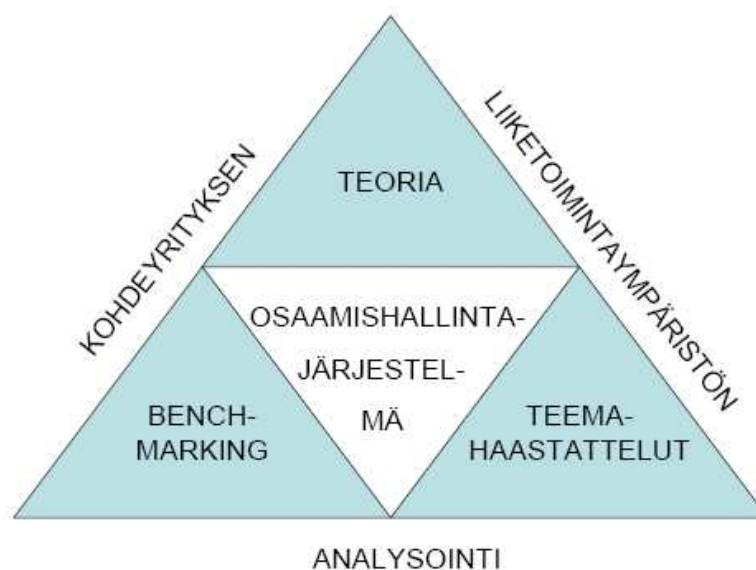 KOHDEYRITYKSEN
LIIKETOIMINTAYMPÄRISTÖN
TEORIA
OSAAMISHALLINTA-
JÄRJESTEL-
MÄ
BENCH-
MARKING
TEEMA-
HAASTATTELUT
ANALYSOINTI